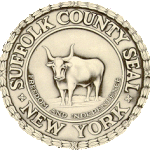 SUFFOLK COUNTY SEAL
FREEDOM AND INDEPENDENCE
• NEW YORK •